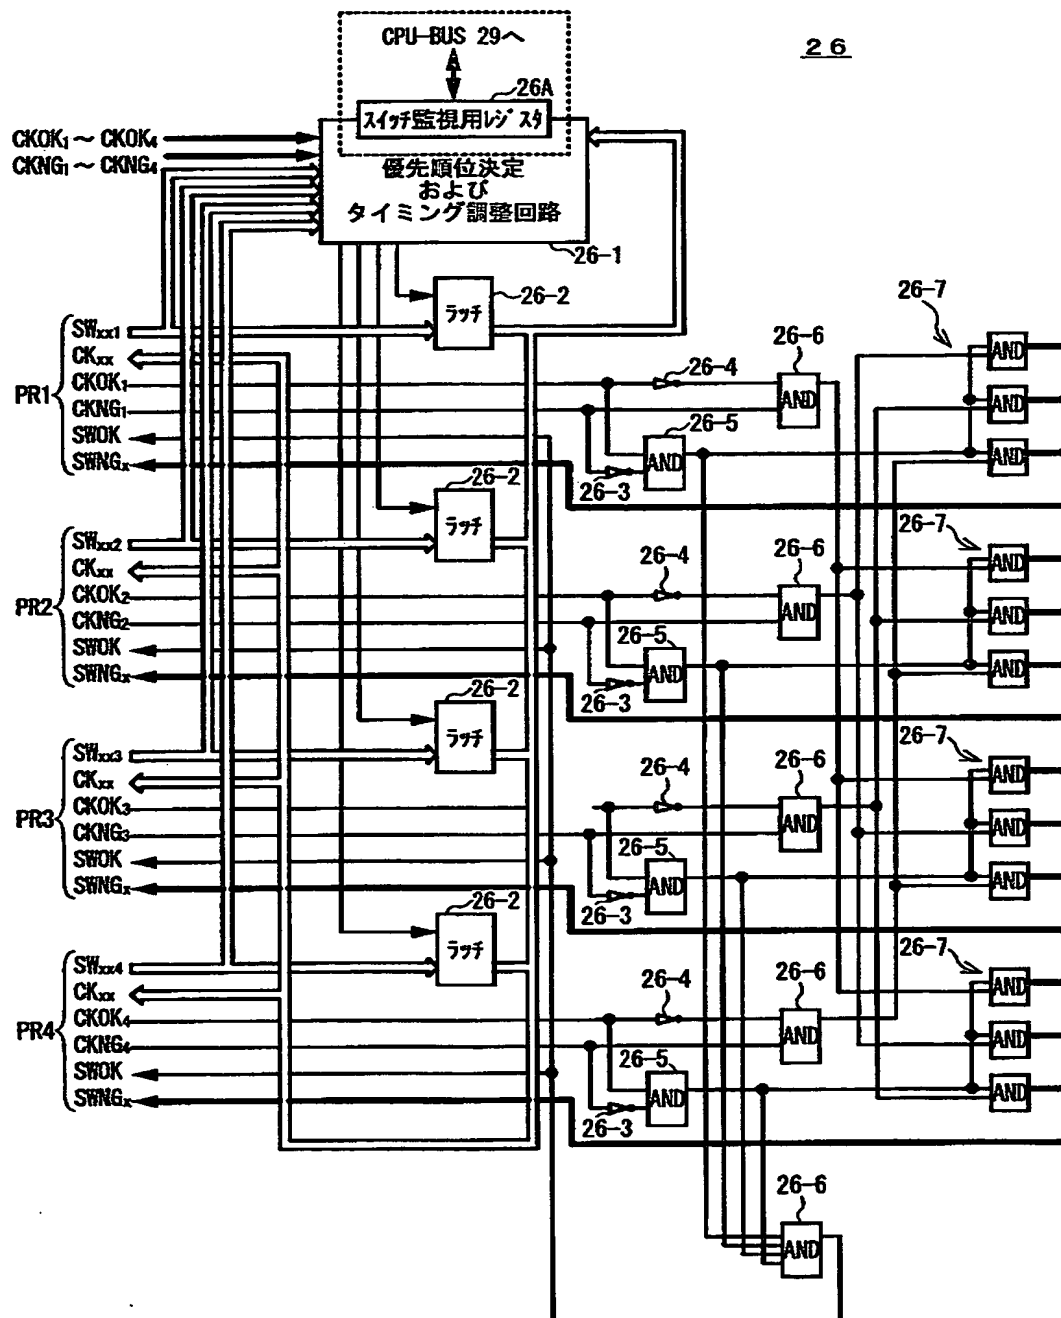 CPU-BUS 29へ
26
26A
スイッチ監視用レジスタ
CKOK₁～CKOK₄
CKNG₁～CKNG₄
優先順位決定
および
タイミング調整回路
26-1
26-2
ラッチ
PR1
SWxx1
CKxx
CKOK₁
CKNG₁
SWOK
SWNGx
26-4
26-6
AND
26-5
AND
26-3
26-7
AND
AND
AND
26-2
ラッチ
PR2
SWxx2
CKxx
CKOK₂
CKNG₂
SWOK
SWNGx
26-4
26-6
AND
26-5
AND
26-3
26-7
AND
AND
AND
26-2
ラッチ
PR3
SWxx3
CKxx
CKOK₃
CKNG₃
SWOK
SWNGx
26-4
26-6
AND
26-5
AND
26-3
26-7
AND
AND
AND
26-2
ラッチ
PR4
SWxx4
CKxx
CKOK₄
CKNG₄
SWOK
SWNGx
26-4
26-6
AND
26-5
AND
26-3
26-7
AND
AND
AND
26-6
AND